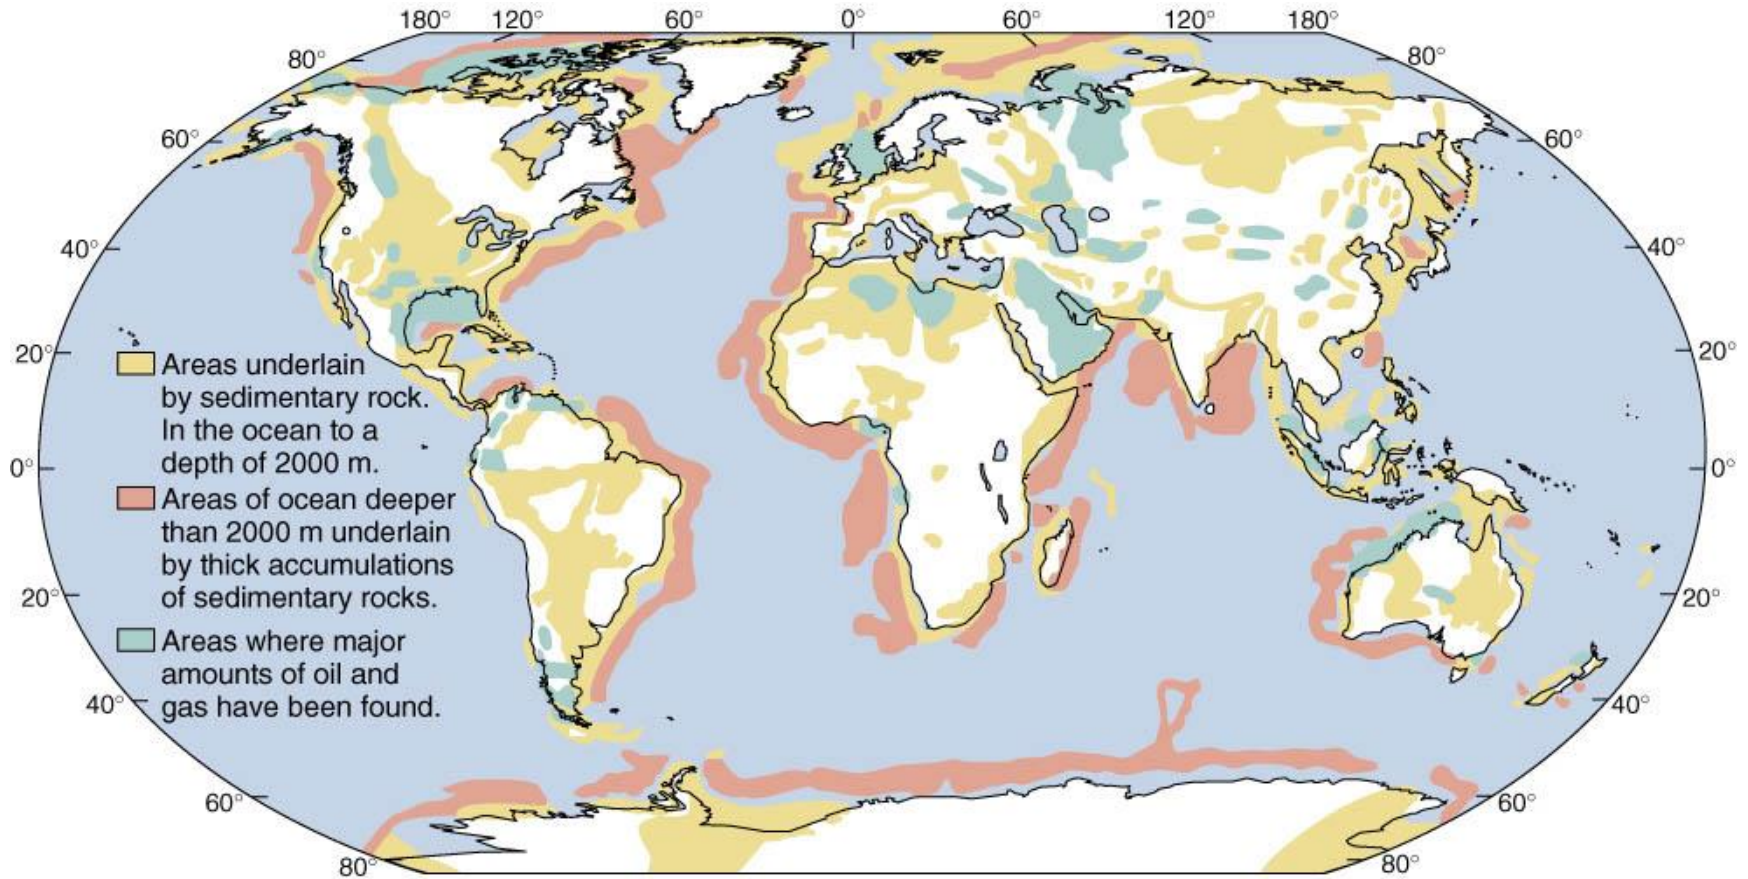 180° 120° 60° 0° 60° 120° 180°
80° 80°
60° 60°
40° 40°
20° 20°
Areas underlain
by sedimentary rock.
In the ocean to a
depth of 2000 m.
0° 0°
Areas of ocean deeper
than 2000 m underlain
by thick accumulations
of sedimentary rocks.
20° 20°
Areas where major
amounts of oil and
gas have been found.
40° 40°
60° 60°
80° 80°